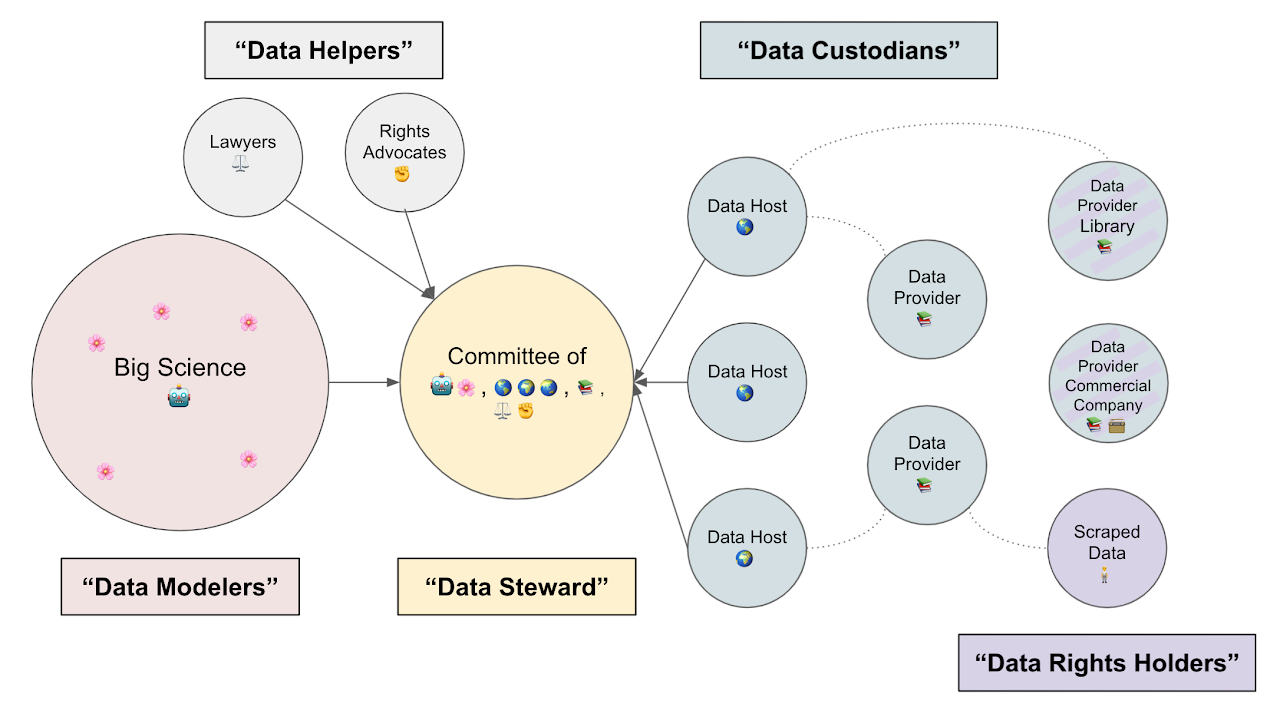 “Data Helpers”
“Data Custodians”
Lawyers
Rights
Advocates
Data Host
Data
Provider
Library
Data
Provider
Big Science
Committee of
, , ,
Data Host
Data
Provider
Commercial
Company
Data
Provider
Data Host
Scraped
Data
“Data Modelers”
“Data Steward”
“Data Rights Holders”